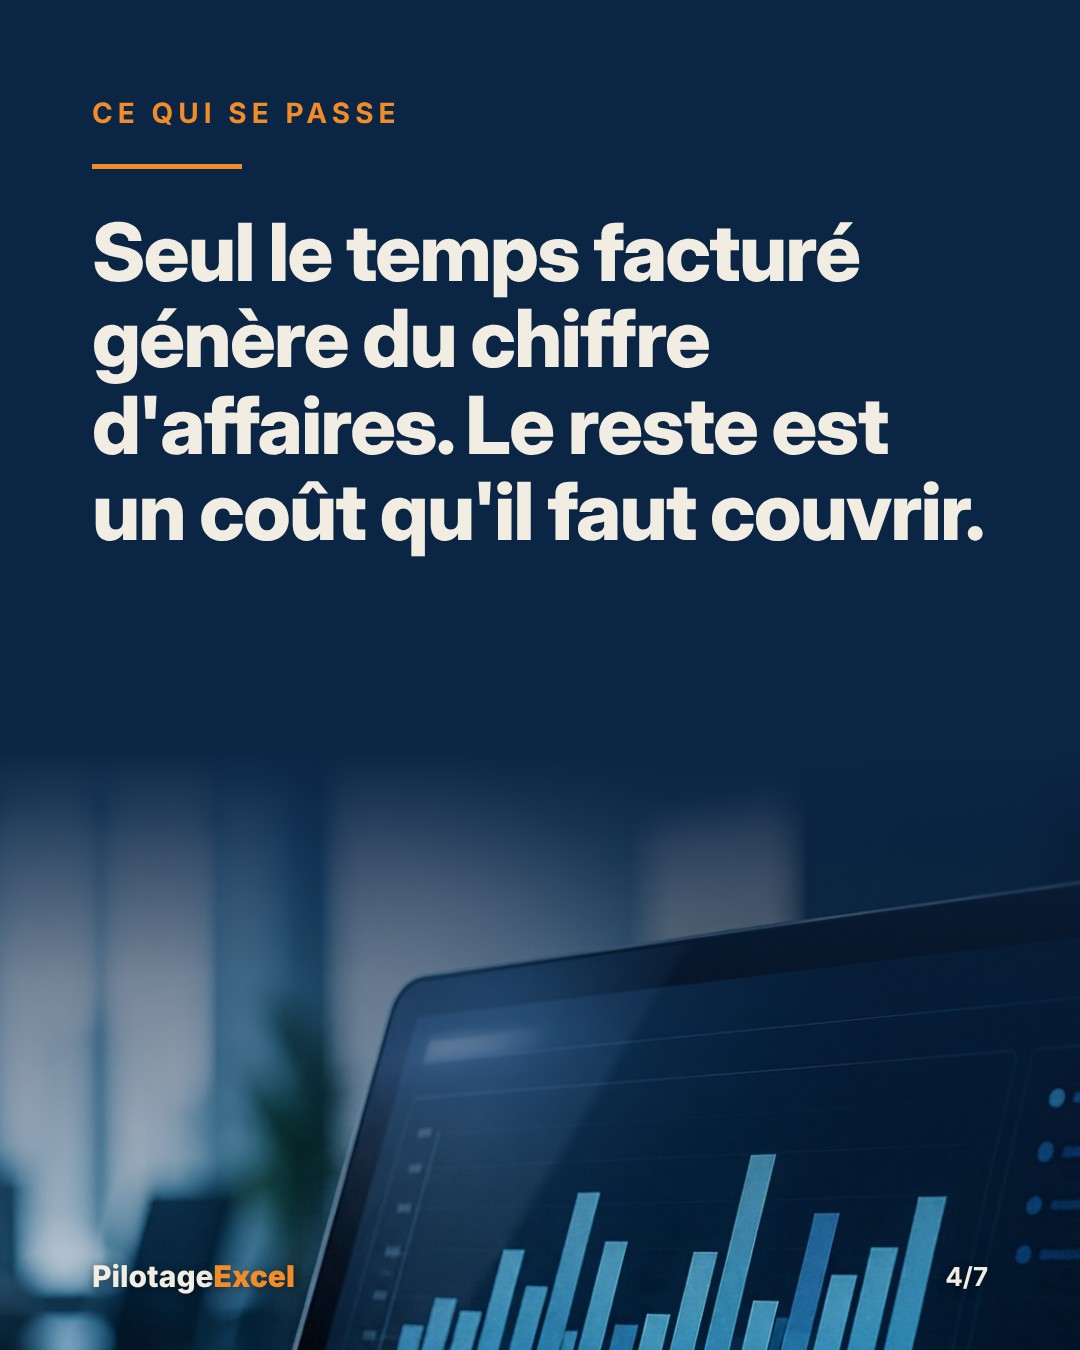 CE QUI SE PASSE
Seul le temps facturé
génère du chiffre
d'affaires. Le reste est
un coût qu'il faut couvrir.
PilotageExcel
4/7